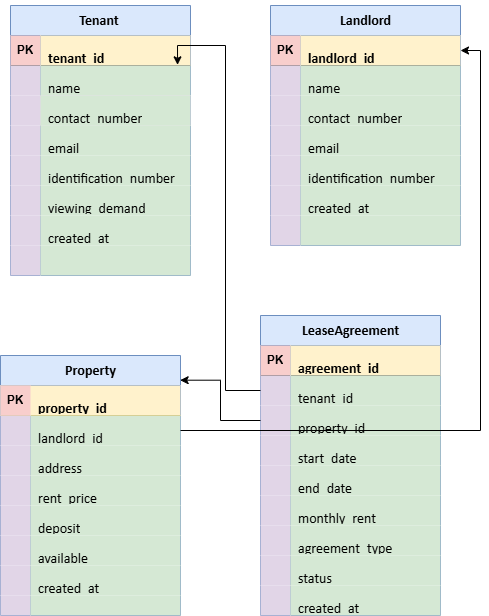 Tenant
PK
tenant_id
name
contact_number
email
identification_number
viewing_demand
created_at
Landlord
PK
landlord_id
name
contact_number
email
identification_number
created_at
Property
PK
property_id
landlord_id
address
rent_price
deposit
available
created_at
LeaseAgreement
PK
agreement_id
tenant_id
property_id
start_date
end_date
monthly_rent
agreement_type
status
created_at